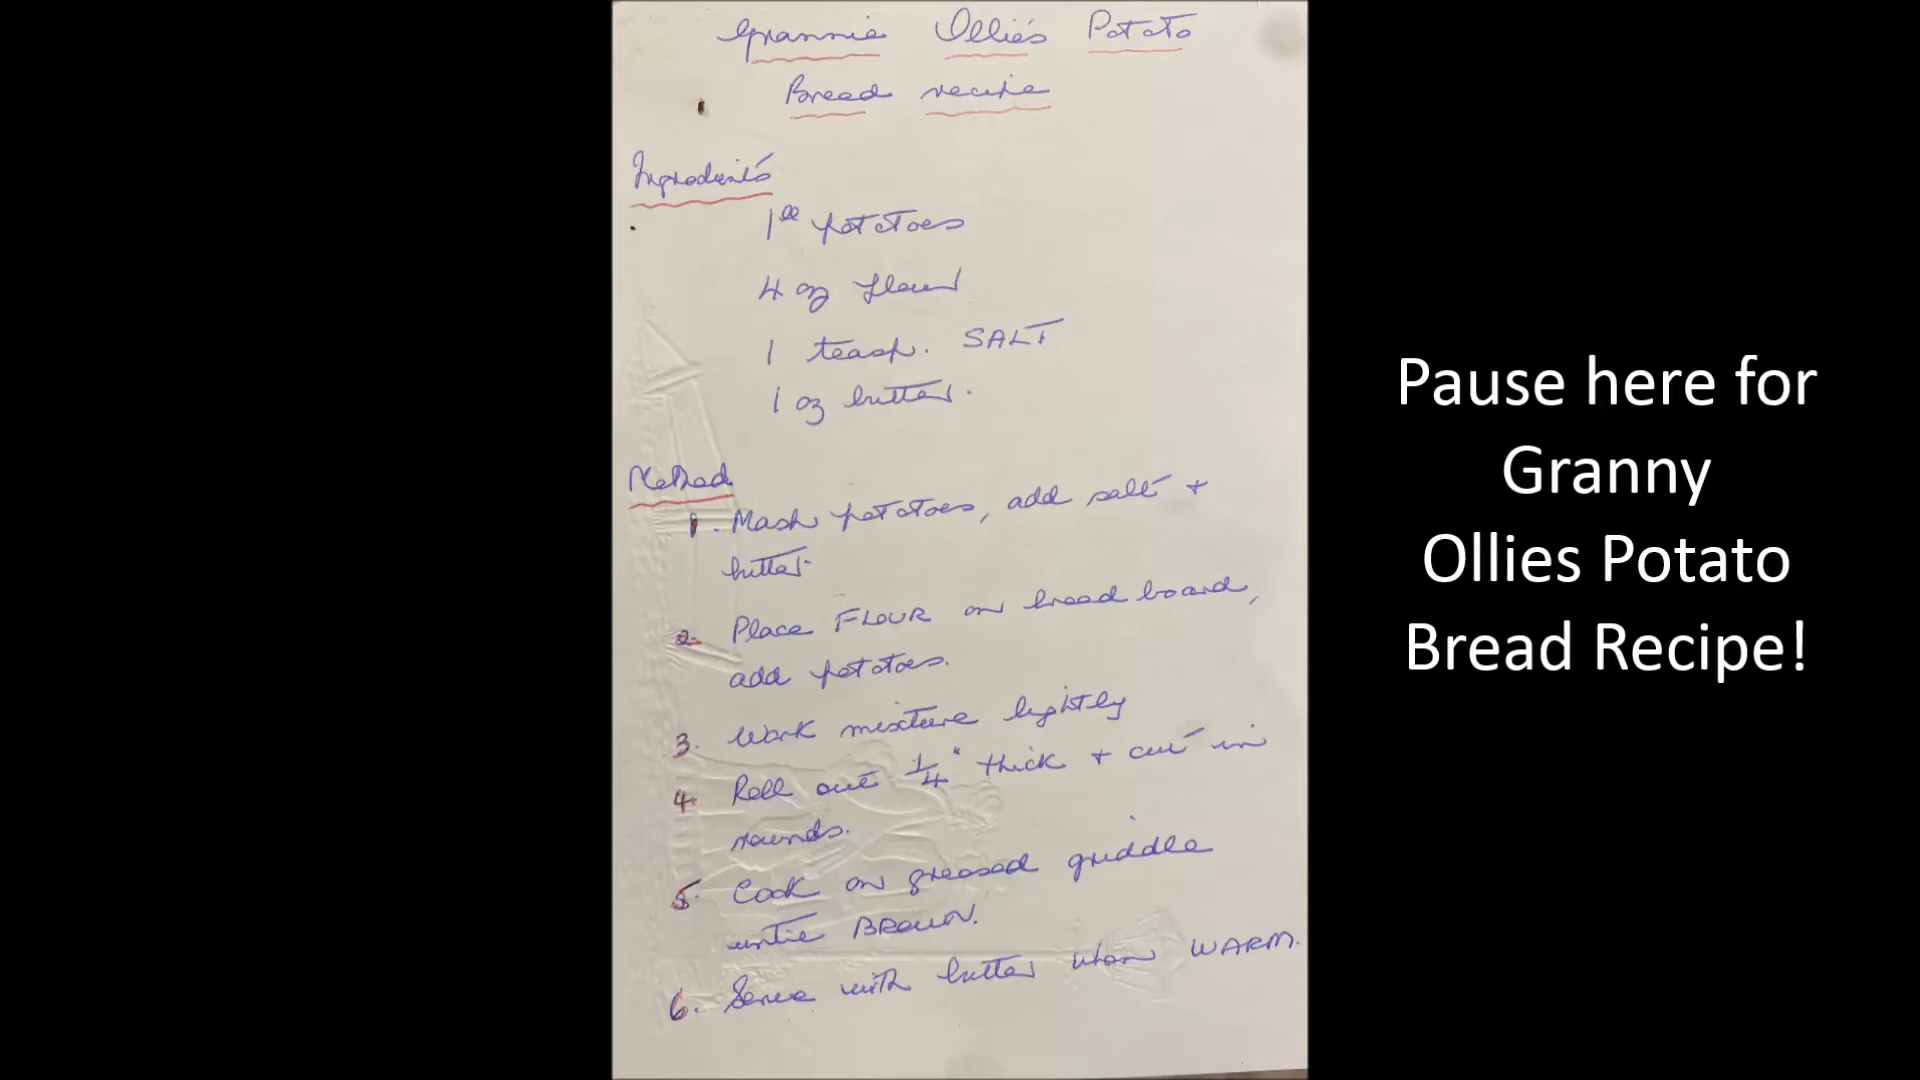 Grannie Ollie's Potato
Bread recipe
Ingredients
1lb potatoes
4 oz flour
1 teasp. SALT
1 oz butter.
Method
1. Mash potatoes, add salt +
butter
2. Place FLOUR on bread board,
add potatoes.
3. Work mixture lightly
4. Roll out 1/4" thick + cut in
rounds.
5. Cook on greased griddle
until BROWN.
6. Serve with butter when WARM.
Pause here for
Granny
Ollies Potato
Bread Recipe!